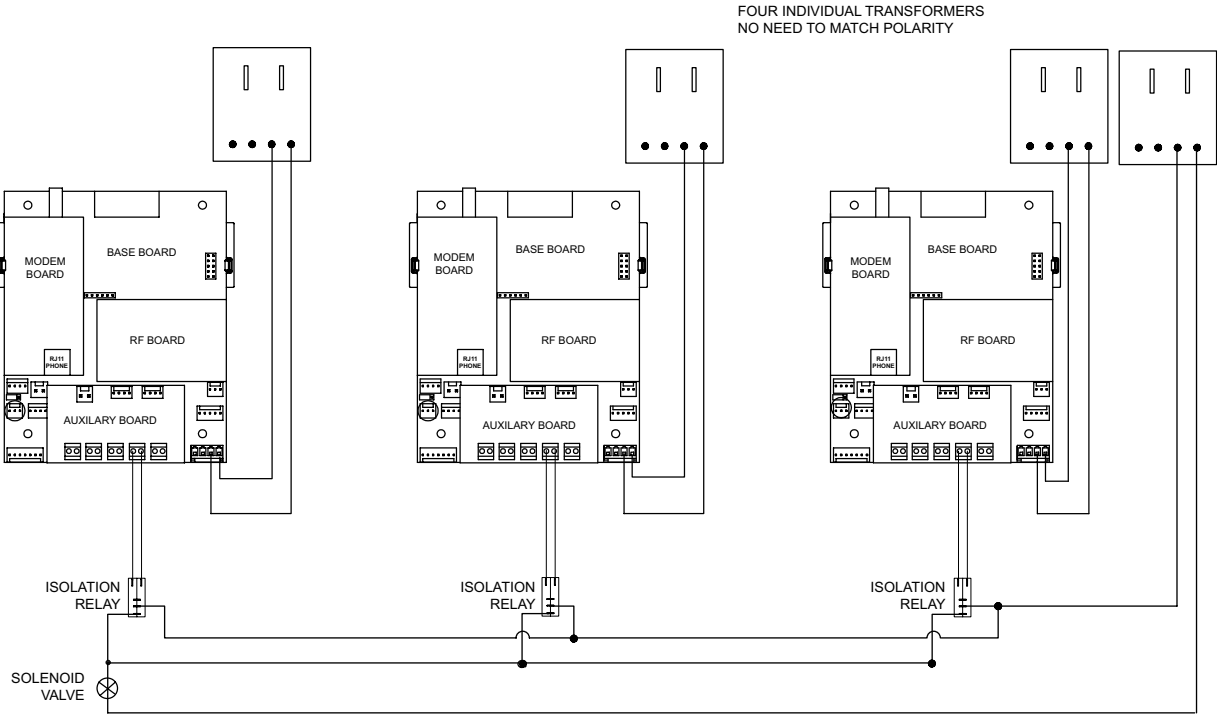 FOUR INDIVIDUAL TRANSFORMERS
NO NEED TO MATCH POLARITY
MODEM
BOARD
BASE BOARD
RF BOARD
RJ11
PHONE
AUXILARY BOARD
MODEM
BOARD
BASE BOARD
RF BOARD
RJ11
PHONE
AUXILARY BOARD
MODEM
BOARD
BASE BOARD
RF BOARD
RJ11
PHONE
AUXILARY BOARD
ISOLATION
RELAY
ISOLATION
RELAY
ISOLATION
RELAY
SOLENOID
VALVE